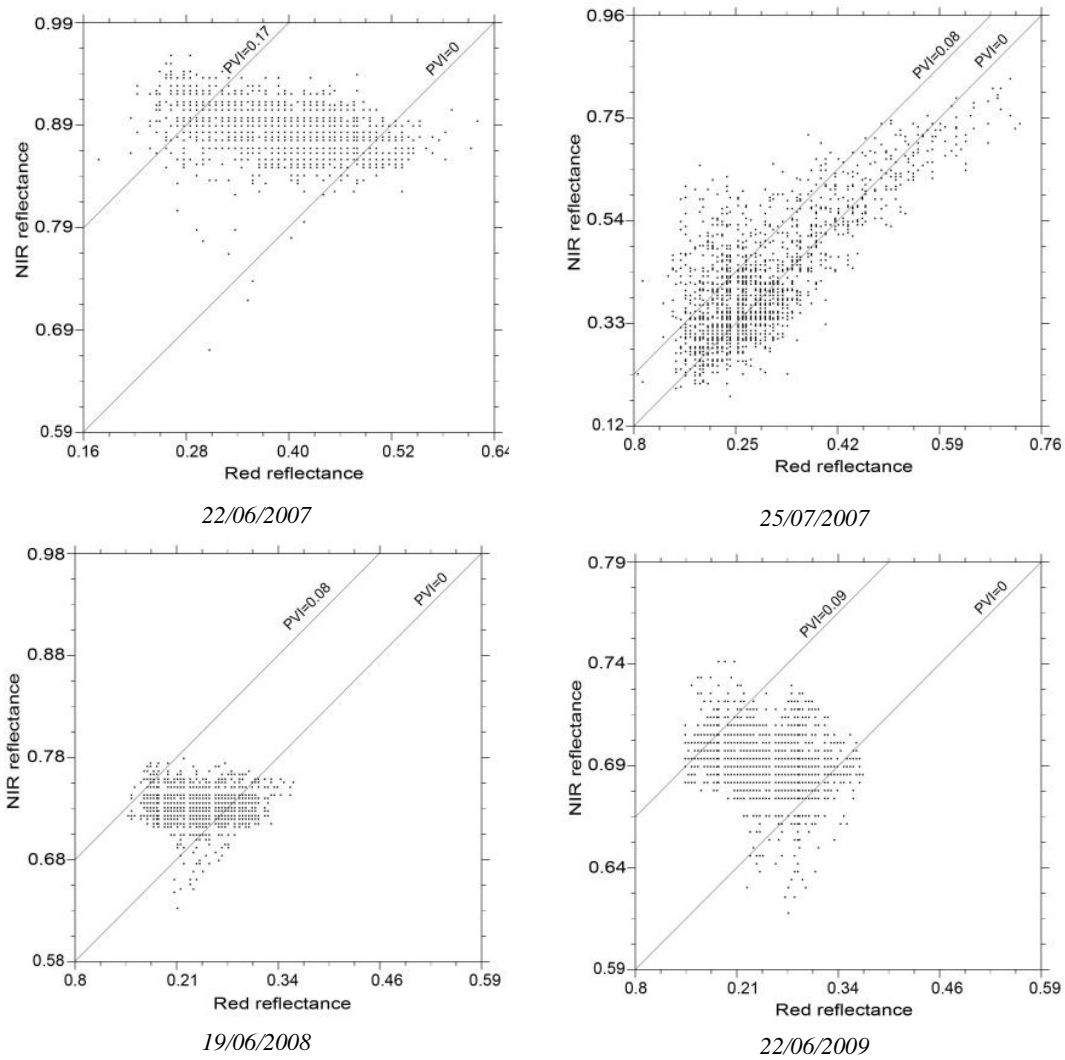 0.99
0.89
0.79
0.69
0.59
NIR reflectance
PVI=0.17
PVI=0
0.16
0.28
0.40
0.52
0.64
Red reflectance
22/06/2007
0.96
0.75
0.54
0.33
0.12
NIR reflectance
PVI=0.08
PVI=0
0.8
0.25
0.42
0.59
0.76
Red reflectance
25/07/2007
0.98
0.88
0.78
0.68
0.58
NIR reflectance
PVI=0.08
PVI=0
0.8
0.21
0.34
0.46
0.59
Red reflectance
19/06/2008
0.79
0.74
0.69
0.64
0.59
NIR reflectance
PVI=0.09
PVI=0
0.8
0.21
0.34
0.46
0.59
Red reflectance
22/06/2009